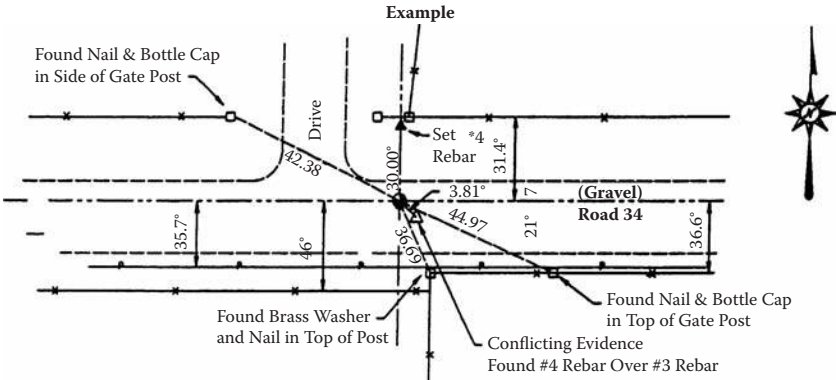 Example
Found Nail & Bottle Cap
in Side of Gate Post
Drive
42.38
30.00°
Set *4
Rebar
31.4°
3.81°
7
(Gravel)
Road 34
44.97
21°
36.69
35.7°
46°
36.6°
Found Brass Washer
and Nail in Top of Post
Found Nail & Bottle Cap
in Top of Gate Post
Conflicting Evidence
Found #4 Rebar Over #3 Rebar
N